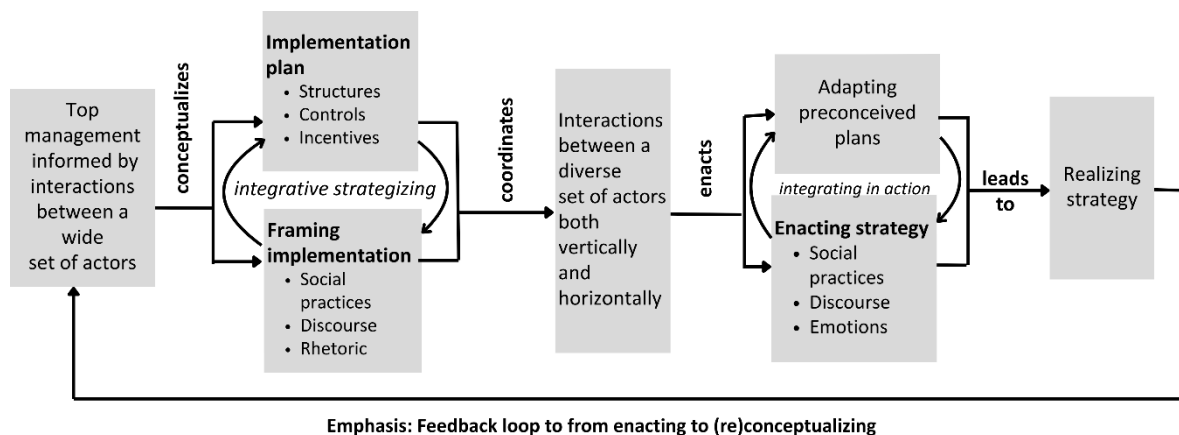 Top
management
informed by
interactions
between a
wide
set of actors
conceptualizes
Implementation
plan
• Structures
• Controls
• Incentives
integrative strategizing
Framing
implementation
• Social
practices
• Discourse
• Rhetoric
coordinates
Interactions
between a
diverse
set of actors
both
vertically
and
horizontally
enacts
Adapting
preconceived
plans
integrating in action
Enacting strategy
• Social
practices
• Discourse
• Emotions
leads
to
Realizing
strategy
Emphasis: Feedback loop to from enacting to (re)conceptualizing